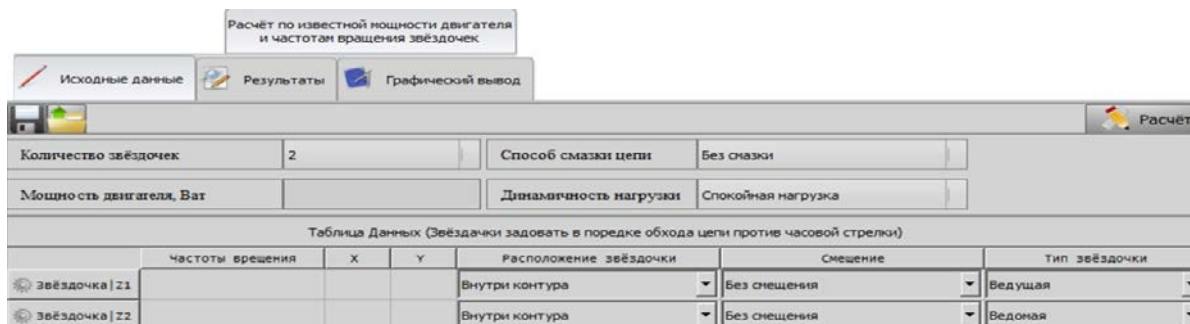 Расчёт по известной мощности двигателя
и частотам вращения звёздочек
Исходные данные Результаты Графический вывод
Расчёт
Количество звёздочек 2 Способ смазки цепи Без смазки
Мощность двигателя, Ват Динамичность нагрузки Спокойная нагрузка
Таблица Данных (Звёздачки задовать в поредке обхода цепи против часовой стрелки)
Частоты врещения X Y Расположение звёздочки Смещение Тип звёздочки
Звёздочка|Z1 Внутри контура Без смещения Ведущая
Звёздочка|Z2 Внутри контура Без смещения Ведомая